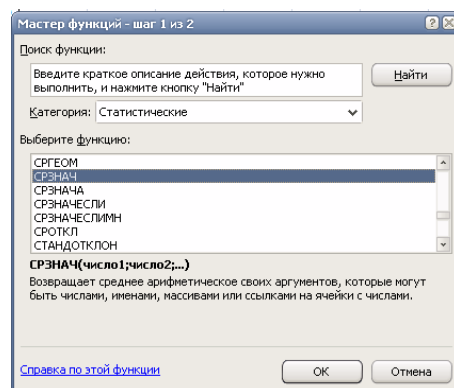 Мастер функций - шаг 1 из 2
Поиск функции:
Введите краткое описание действия, которое нужно
выполнить, и нажмите кнопку "Найти"
Найти
Категория: Статистические
Выберите функцию:
СРГЕОМ
СРЗНАЧ
СРЗНАЧА
СРЗНАЧЕСЛИ
СРЗНАЧЕСЛИМН
СРОТКЛ
СТАНДОТКЛОН
СРЗНАЧ(число1;число2;...)
Возвращает среднее арифметическое своих аргументов, которые могут
быть числами, именами, массивами или ссылками на ячейки с числами.
Справка по этой функции
ОК
Отмена